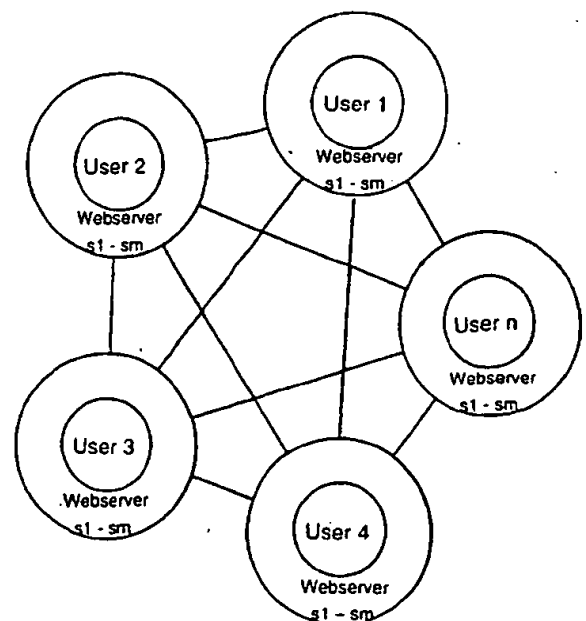 User 1
Webserver
s1 - sm
User 2
Webserver
s1 - sm
User n
Webserver
s1 - sm
User 3
Webserver
s1 - sm
User 4
Webserver
s1 - sm